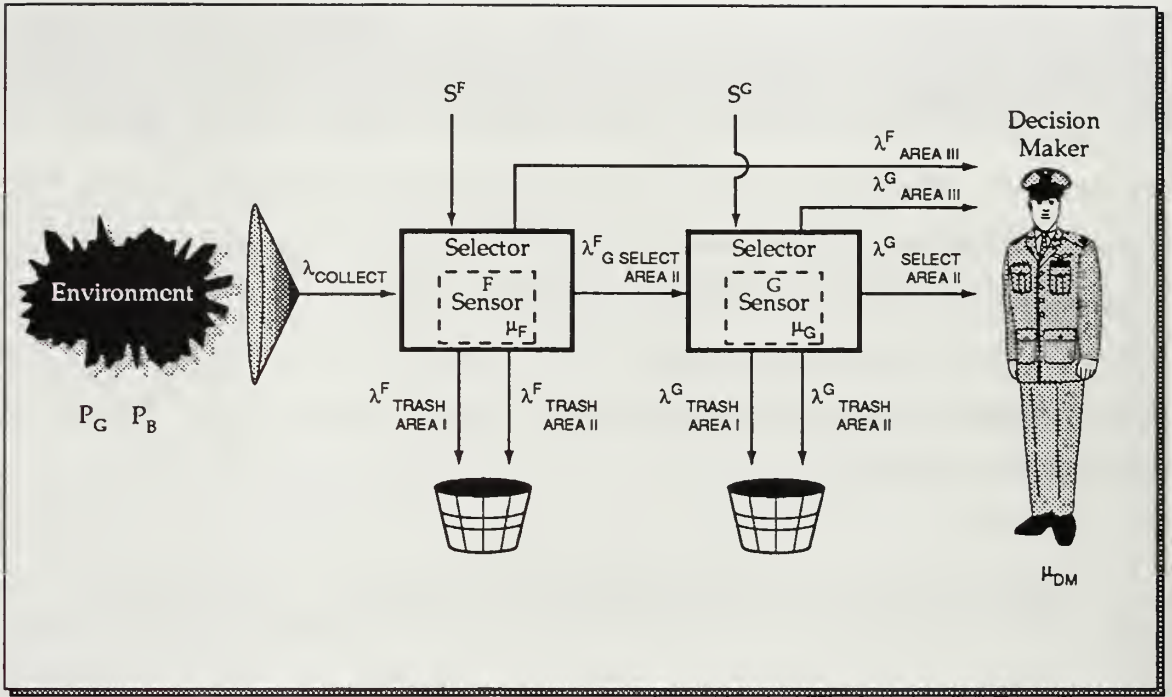 S^F
S^G
Decision
Maker
λ^F AREA III
λ^G AREA III
Environment
λ_COLLECT
Selector
F
Sensor
μ_F
λ^F G SELECT
AREA II
Selector
G
Sensor
μ_G
λ^G SELECT
AREA II
P_G P_B
λ^F TRASH
AREA I
λ^F TRASH
AREA II
λ^G TRASH
AREA I
λ^G TRASH
AREA II
μ_DM